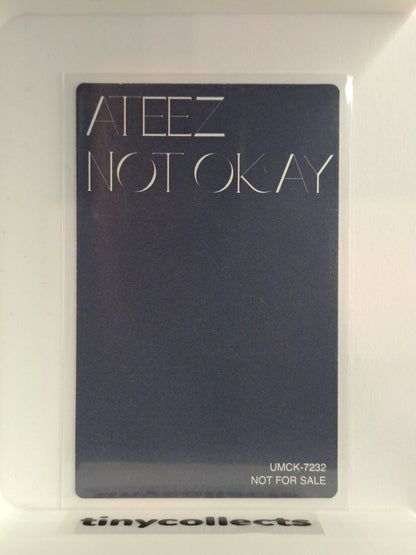 ATEEZ
NOT OKAY
UMCK-7232
NOT FOR SALE
tinycollects